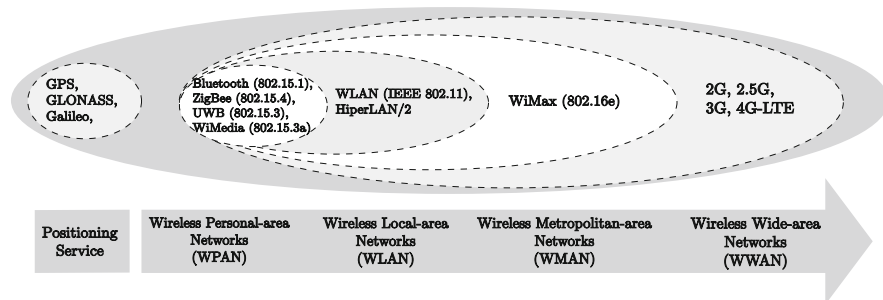 GPS,
GLONASS,
Galileo,
Bluetooth (802.15.1),
ZigBee (802.15.4),
UWB (802.15.3),
WiMedia (802.15.3a)
WLAN (IEEE 802.11),
HiperLAN/2
WiMax (802.16e)
2G, 2.5G,
3G, 4G-LTE
Positioning
Service
Wireless Personal-area
Networks
(WPAN)
Wireless Local-area
Networks
(WLAN)
Wireless Metropolitan-area
Networks
(WMAN)
Wireless Wide-area
Networks
(WWAN)